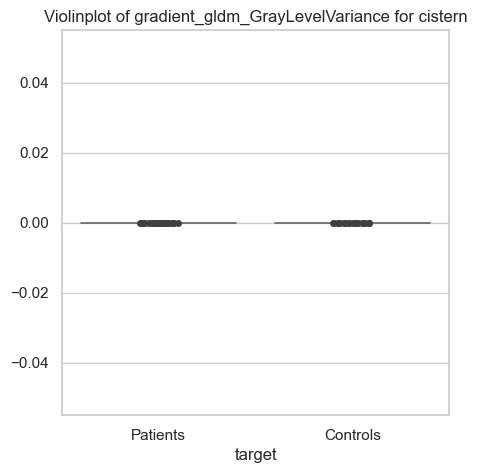 Violinplot of gradient_gldm_GrayLevelVariance for cistern
0.04
0.02
0.00
−0.02
−0.04
Patients
Controls
target